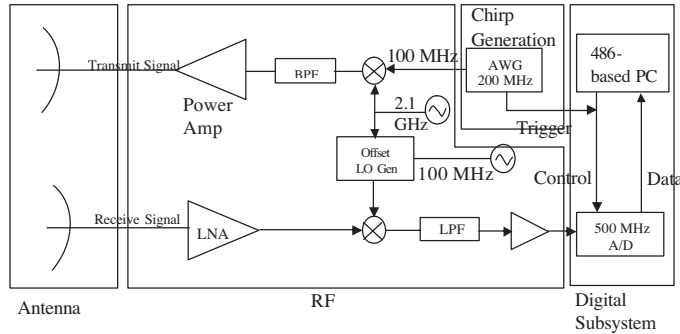 Chirp
Generation
Transmit Signal
BPF
100 MHz
AWG
200 MHz
486-
based PC
Power
Amp
2.1
GHz
Trigger
Offset
LO Gen
100 MHz
Control
Data
Receive Signal
LNA
LPF
500 MHz
A/D
Antenna
RF
Digital
Subsystem